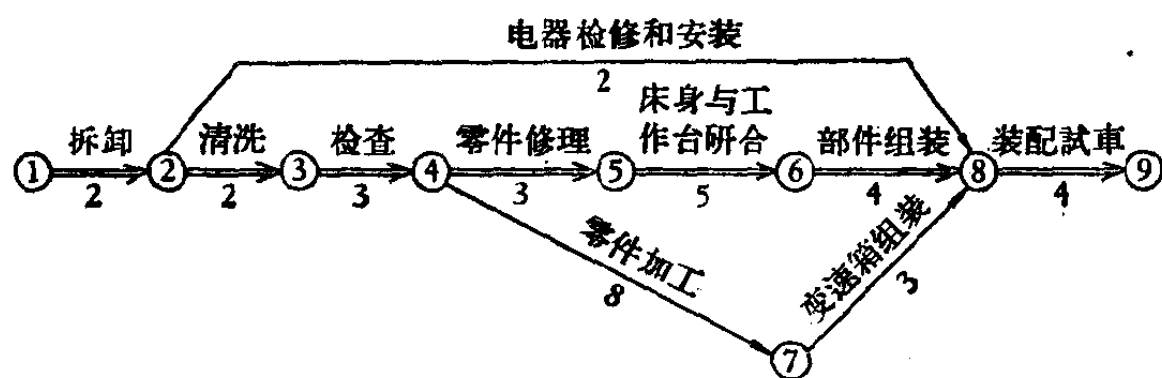 电器检修和安装
2
床身与工
拆卸 清洗 检查 零件修理 作台研合 部件组装 装配試車
① ② ③ ④ ⑤ ⑥ ⑧ ⑨
2 2 3 3 5 4 4
零件加工
8
变速箱组装
3
⑦